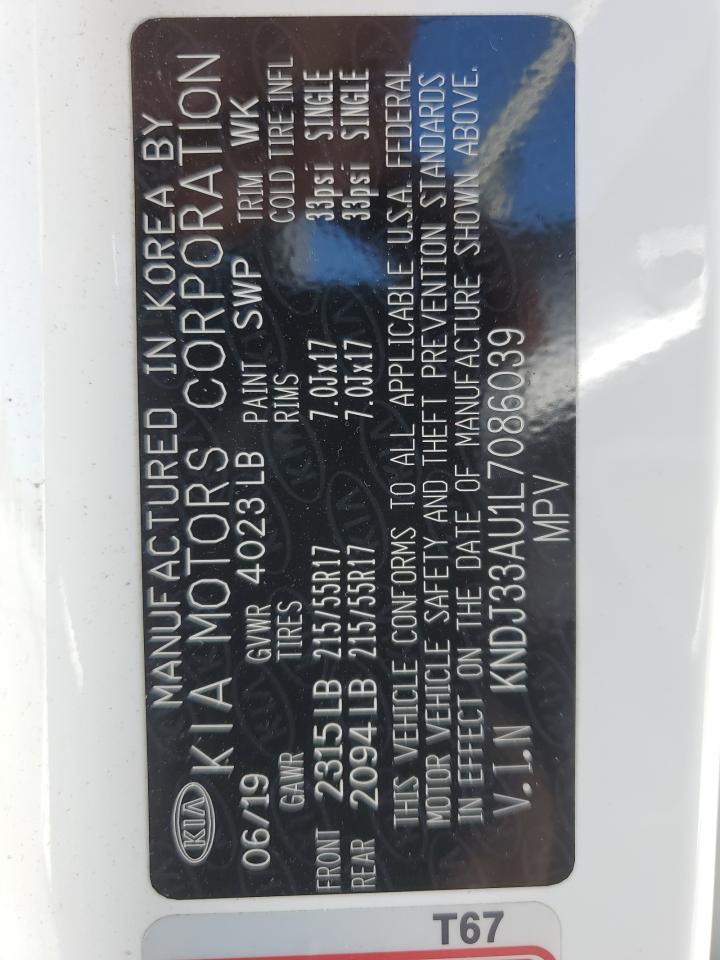 KIA
MANUFACTURED IN KOREA BY
KIA MOTORS CORPORATION
06/19 GVWR 4023 LB PAINT SWP TRIM WK
GAWR TIRES RIMS COLD TIRE INFL
FRONT 2315 LB 215/55R17 7.0Jx17 33psi SINGLE
REAR 2094 LB 215/55R17 7.0Jx17 33psi SINGLE
THIS VEHICLE CONFORMS TO ALL APPLICABLE U.S.A. FEDERAL
MOTOR VEHICLE SAFETY AND THEFT PREVENTION STANDARDS
IN EFFECT ON THE DATE OF MANUFACTURE SHOWN ABOVE.
V.I.N KNDJ33AU1L7086039
MPV
T67